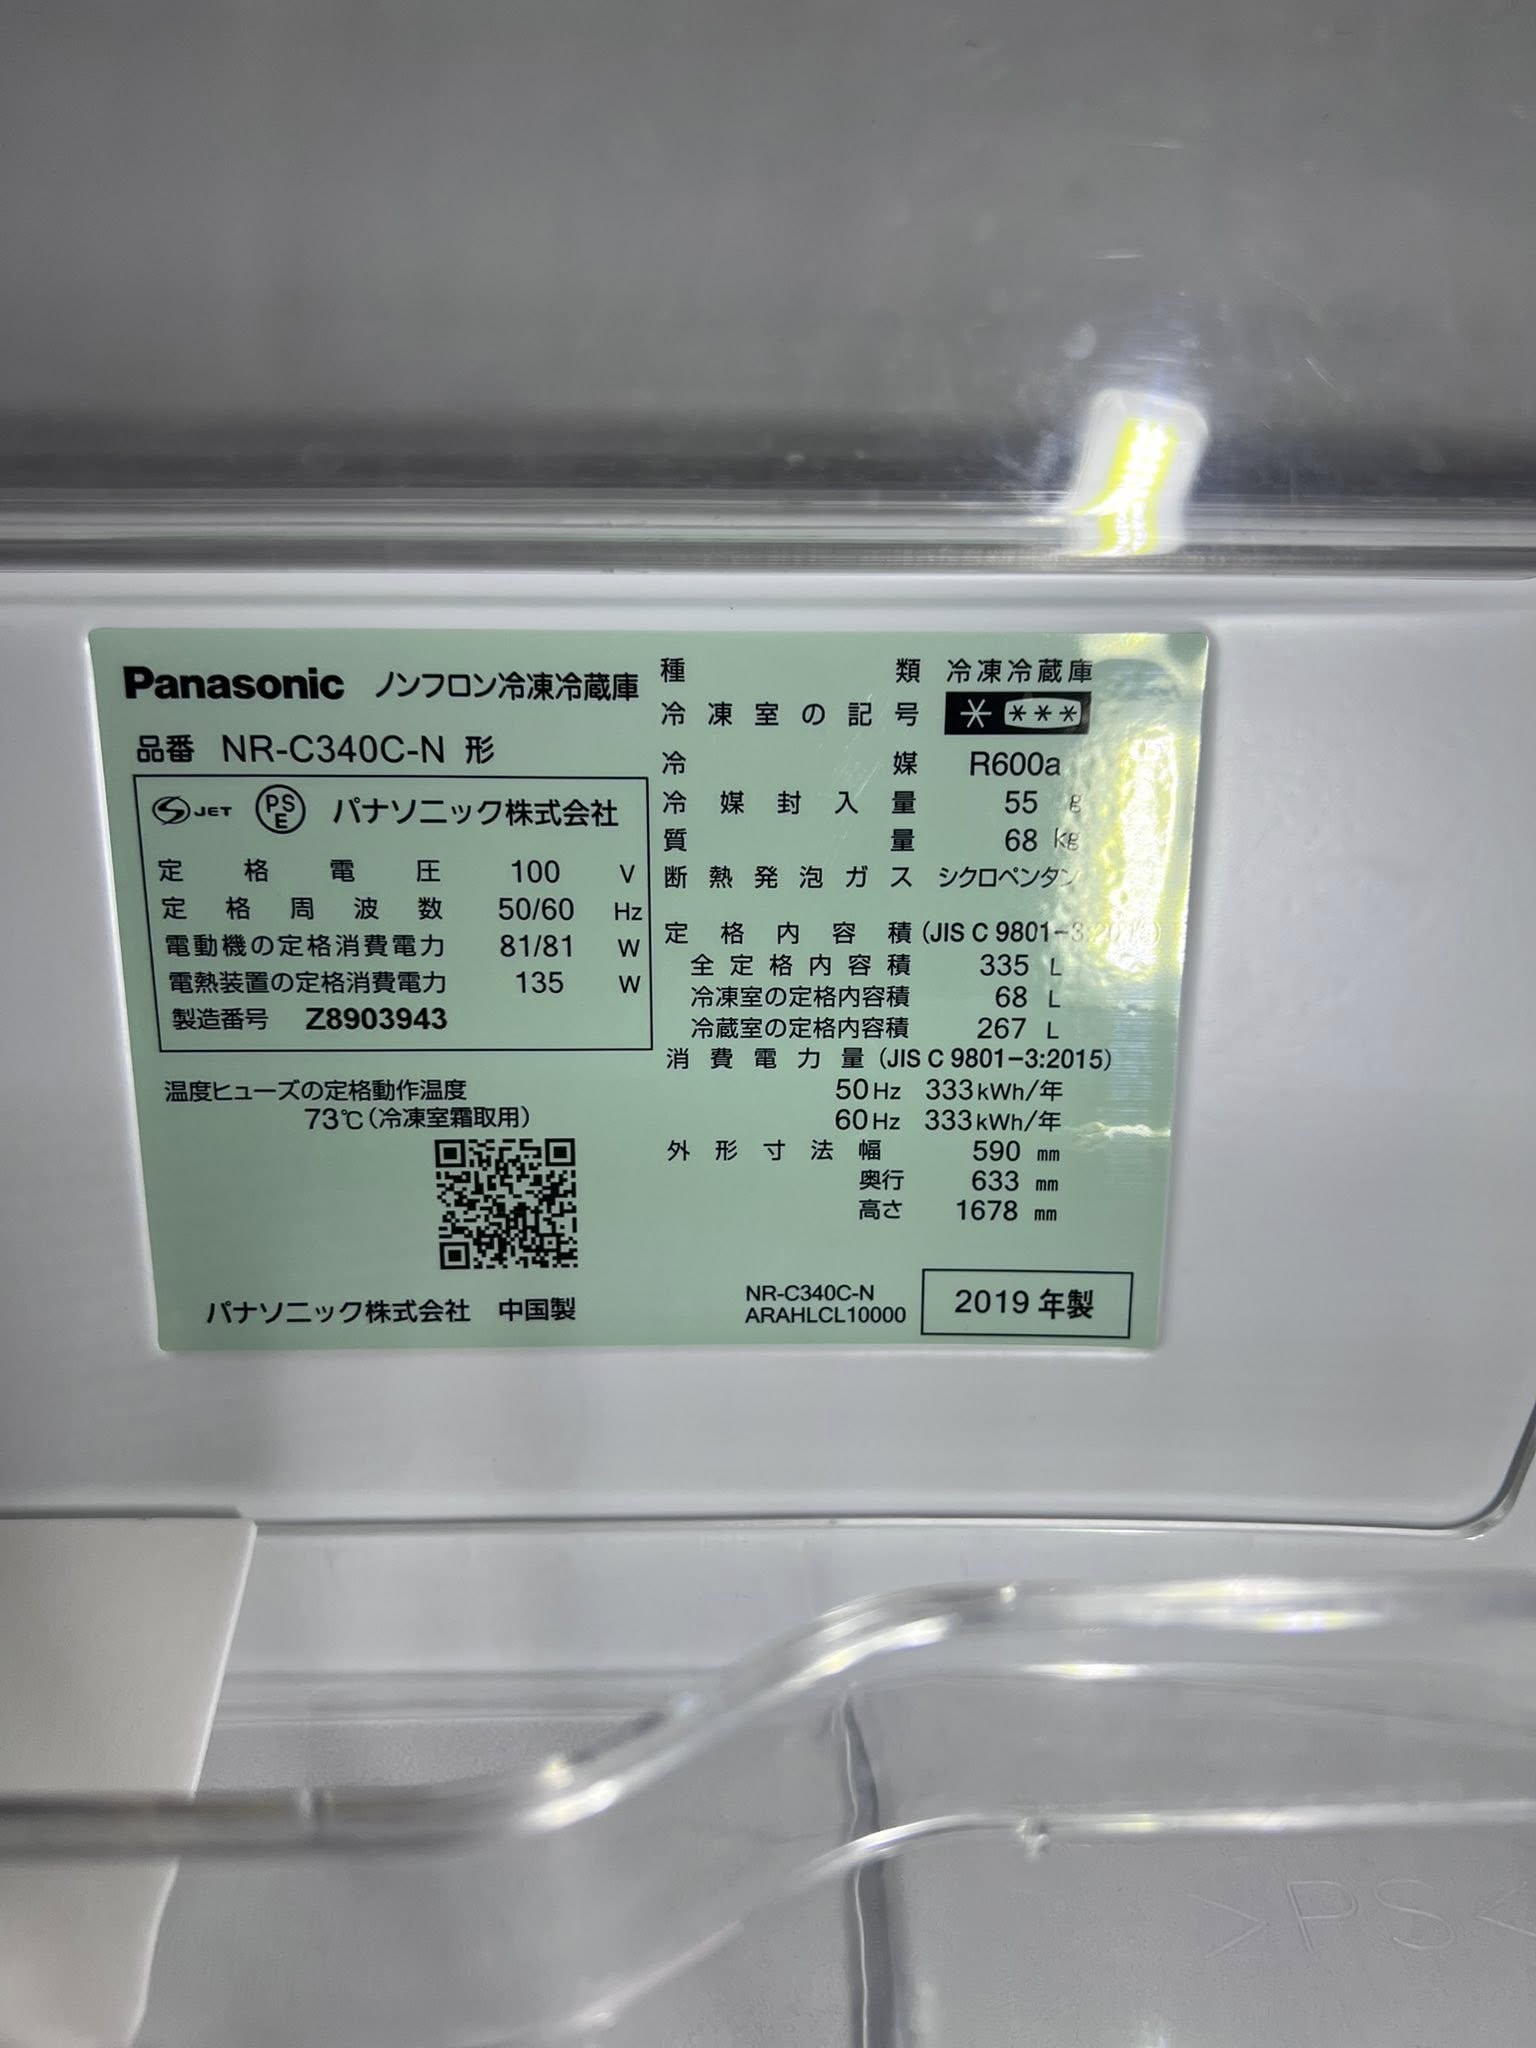 Panasonic ノンフロン冷凍冷蔵庫
品番 NR-C340C-N 形
S JET PSE パナソニック株式会社
定格電圧 100 V
定格周波数 50/60 Hz
電動機の定格消費電力 81/81 W
電熱装置の定格消費電力 135 W
製造番号 Z8903943
温度ヒューズの定格動作温度
73℃(冷凍室霜取用)
パナソニック株式会社 中国製
種類 冷凍冷蔵庫
冷凍室の記号 * ***
冷媒 R600a
冷媒封入量 55 g
質量 68 kg
断熱発泡ガス シクロペンタン
定格内容積 (JIS C 9801-3:2015)
全定格内容積 335 L
冷凍室の定格内容積 68 L
冷蔵室の定格内容積 267 L
消費電力量 (JIS C 9801-3:2015)
50Hz 333kWh/年
60Hz 333kWh/年
外形寸法 幅 590 mm
奥行 633 mm
高さ 1678 mm
NR-C340C-N
ARAHLCL10000
2019年製
>PS<